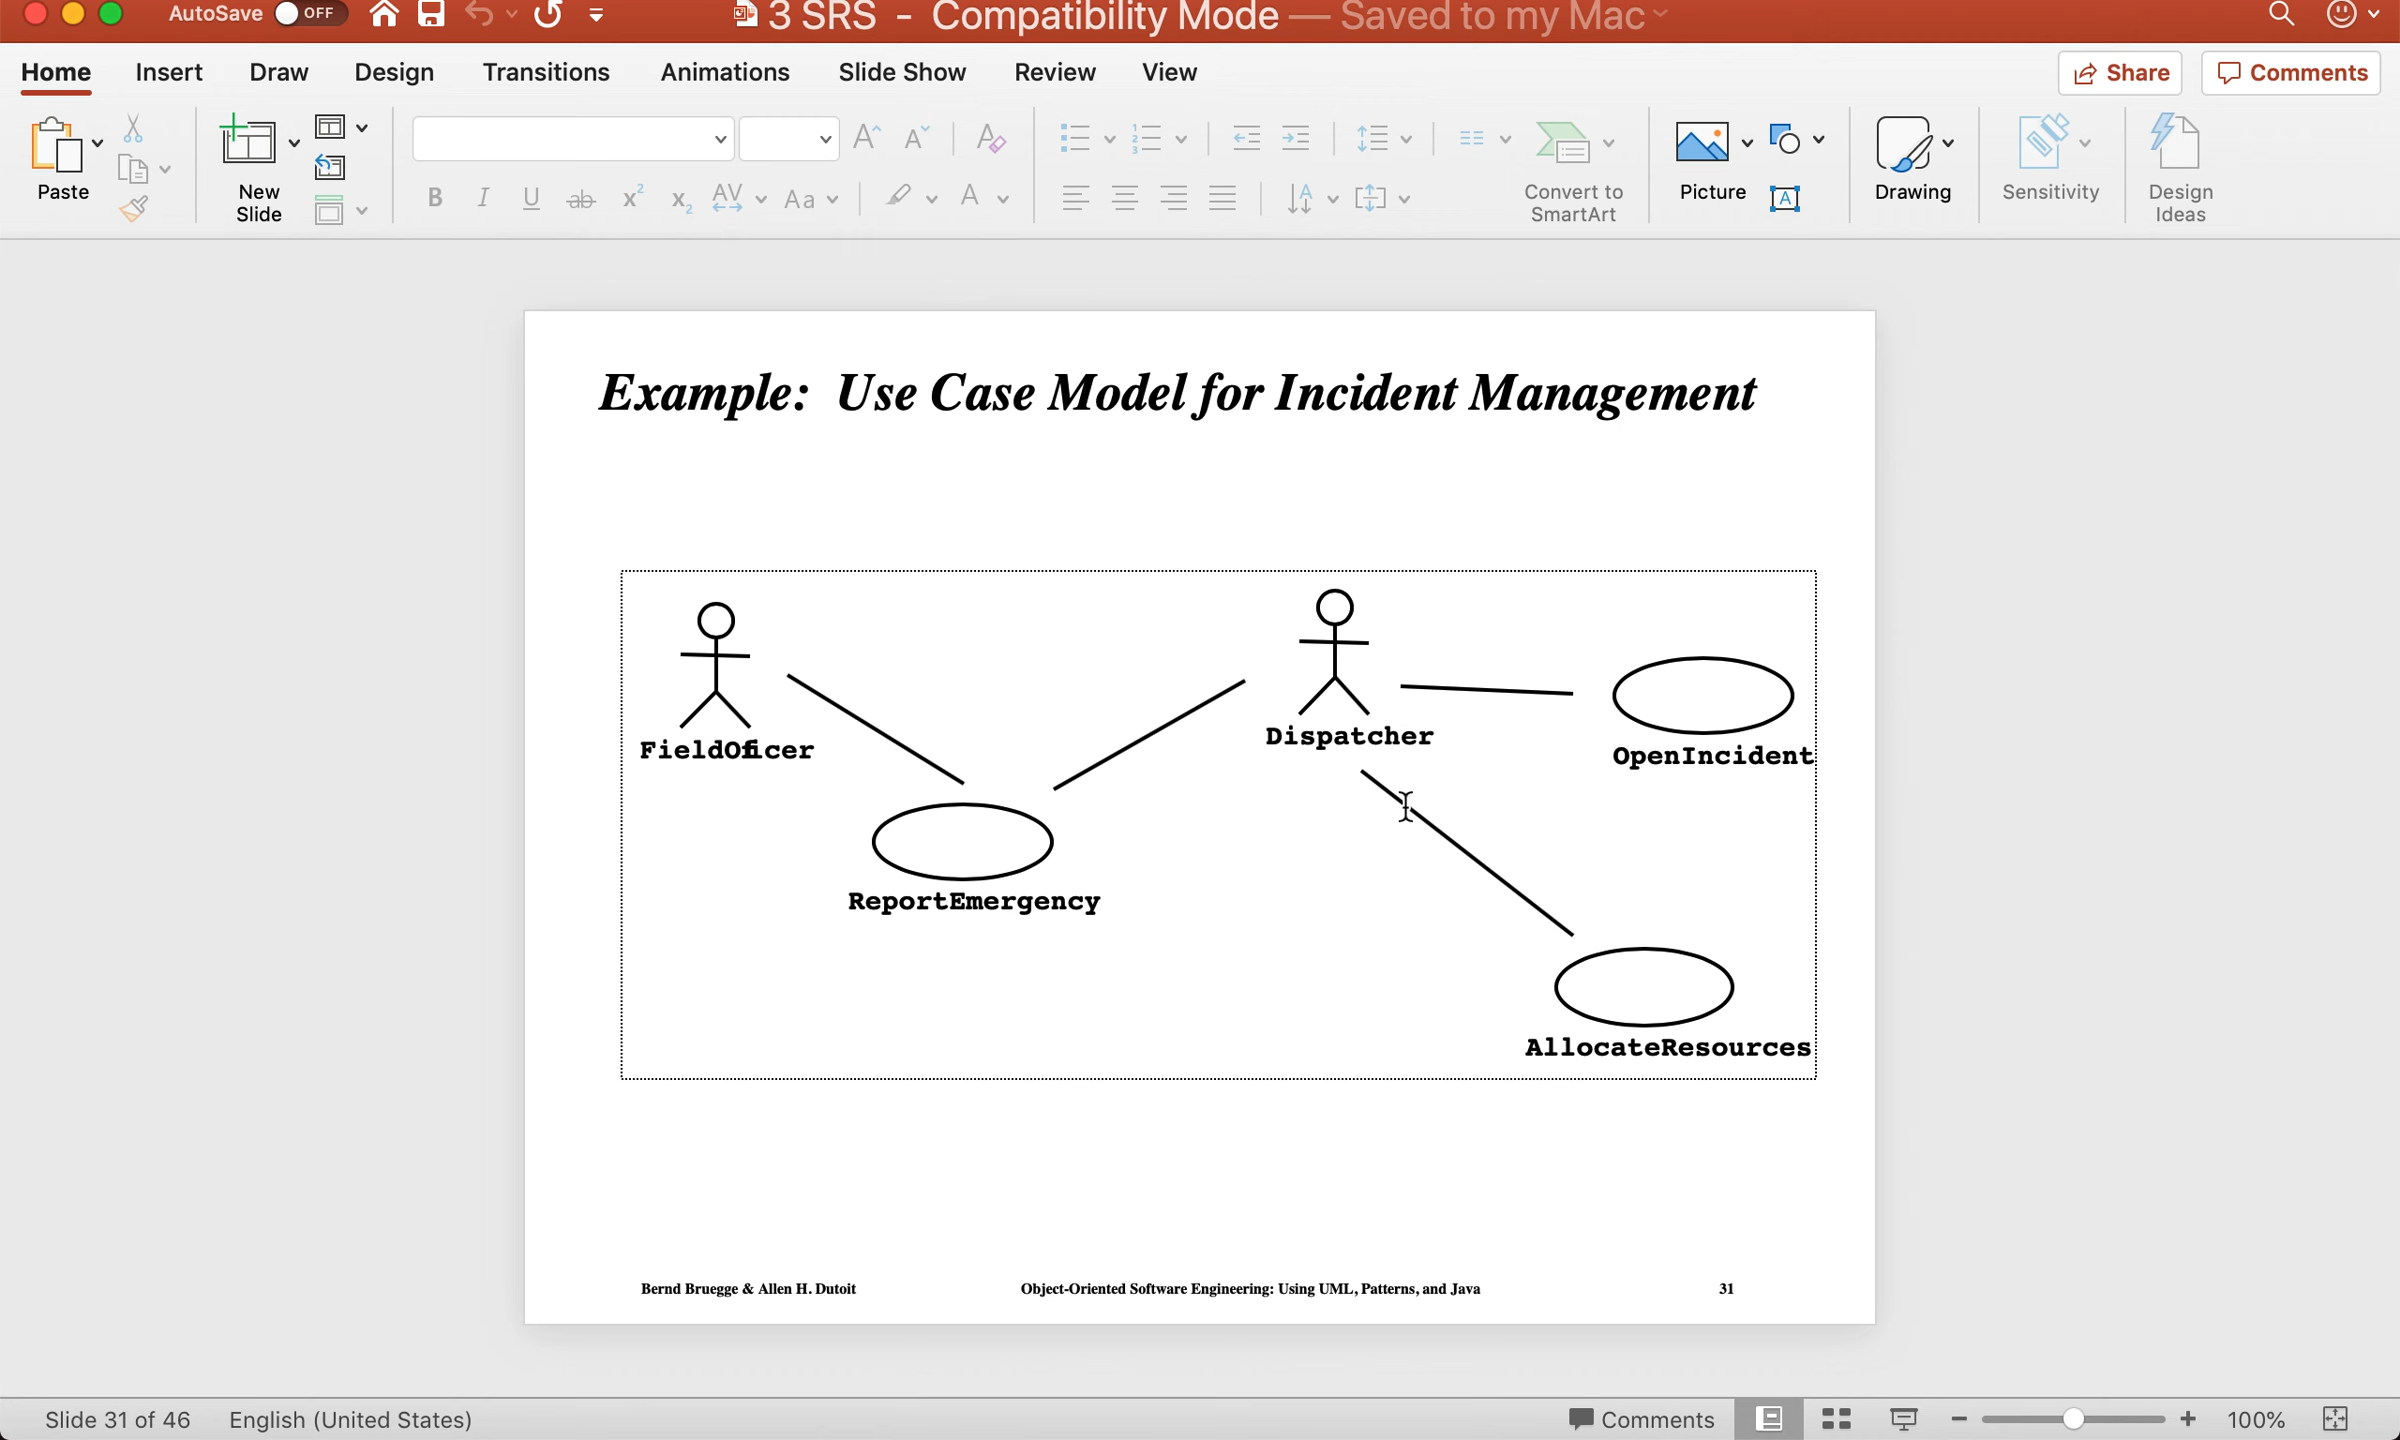 AutoSave OFF 3 SRS - Compatibility Mode — Saved to my Mac
Home Insert Draw Design Transitions Animations Slide Show Review View Share Comments
Paste New Slide Convert to SmartArt Picture Drawing Sensitivity Design Ideas
Example: Use Case Model for Incident Management
FieldOficer
Dispatcher
OpenIncident
ReportEmergency
AllocateResources
Bernd Bruegge & Allen H. Dutoit Object-Oriented Software Engineering: Using UML, Patterns, and Java 31
Slide 31 of 46 English (United States) Comments 100%